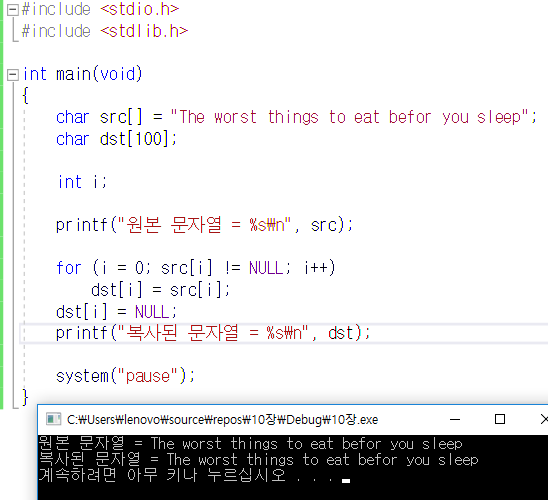 #include <stdio.h>
#include <stdlib.h>
int main(void)
{
char src[] = "The worst things to eat befor you sleep";
char dst[100];
int i;
printf("원본 문자열 = %s₩n", src);
for (i = 0; src[i] != NULL; i++)
dst[i] = src[i];
dst[i] = NULL;
printf("복사된 문자열 = %s₩n", dst);
system("pause");
}
C:₩Users₩lenovo₩source₩repos₩10장₩Debug₩10장.exe
원본 문자열 = The worst things to eat befor you sleep
복사된 문자열 = The worst things to eat befor you sleep
계속하려면 아무 키나 누르십시오 . . .